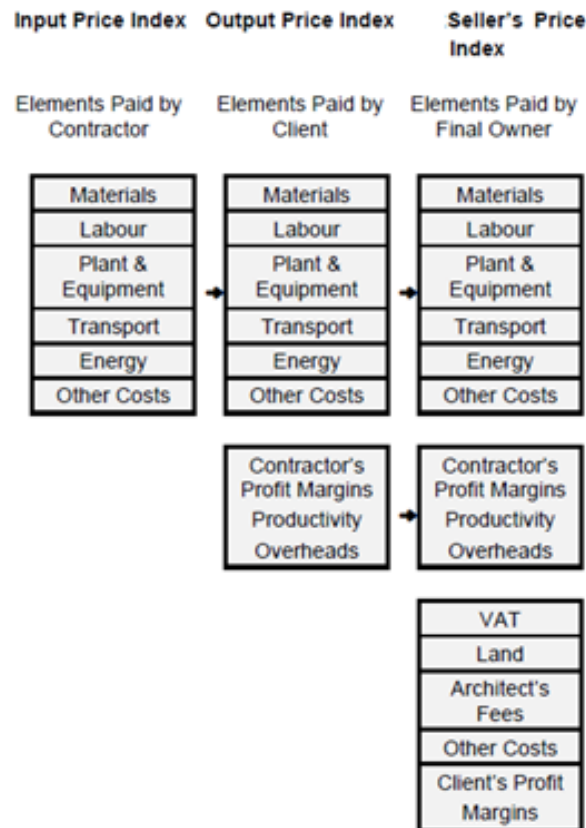 Input Price Index Output Price Index Seller's Price
Index
Elements Paid by Elements Paid by Elements Paid by
Contractor Client Final Owner
Materials Materials Materials
Labour Labour Labour
Plant & Plant & Plant &
Equipment Equipment Equipment
Transport Transport Transport
Energy Energy Energy
Other Costs Other Costs Other Costs
Contractor's Contractor's
Profit Margins Profit Margins
Productivity Productivity
Overheads Overheads
VAT
Land
Architect's
Fees
Other Costs
Client's Profit
Margins